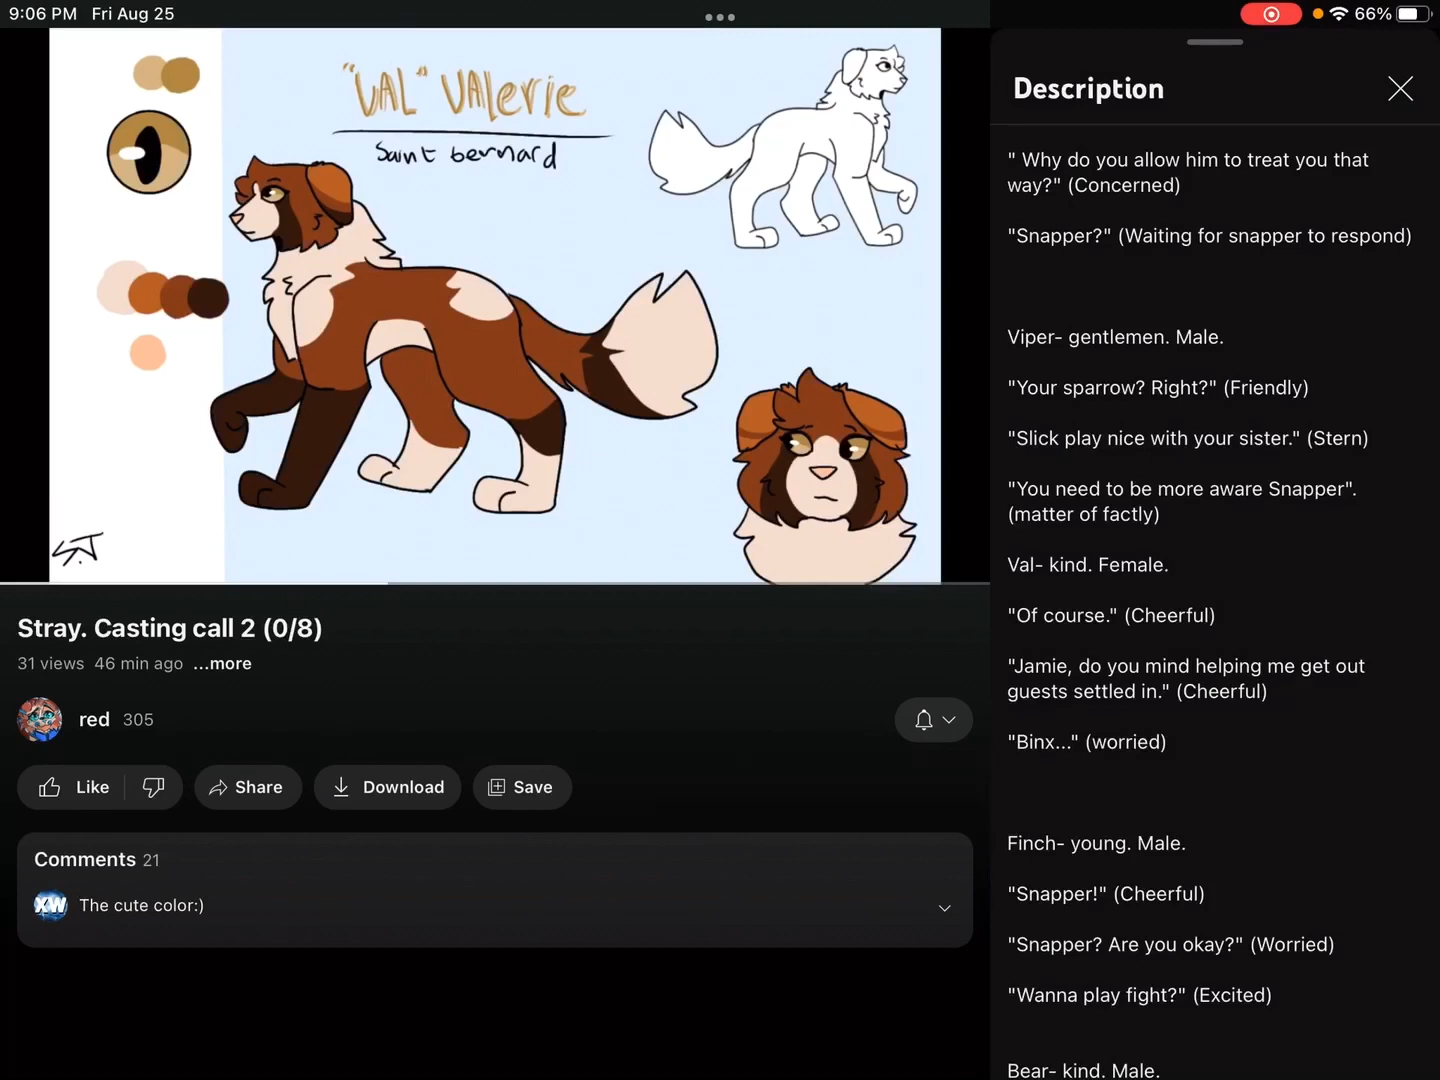 9:06 PM Fri Aug 25
66%
"VAL" VAlerie
Saint bernard
Stray. Casting call 2 (0/8)
31 views 46 min ago ...more
red 305
Like
Share
Download
Save
Comments 21
XW
The cute color:)
Description
" Why do you allow him to treat you that
way?" (Concerned)
"Snapper?" (Waiting for snapper to respond)
Viper- gentlemen. Male.
"Your sparrow? Right?" (Friendly)
"Slick play nice with your sister." (Stern)
"You need to be more aware Snapper".
(matter of factly)
Val- kind. Female.
"Of course." (Cheerful)
"Jamie, do you mind helping me get out
guests settled in." (Cheerful)
"Binx..." (worried)
Finch- young. Male.
"Snapper!" (Cheerful)
"Snapper? Are you okay?" (Worried)
"Wanna play fight?" (Excited)
Bear- kind. Male.